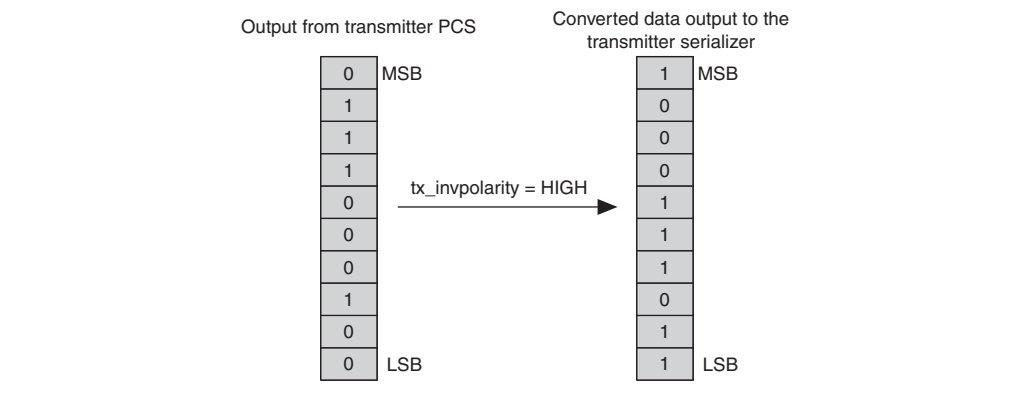 Output from transmitter PCS
Converted data output to the
transmitter serializer
0 MSB
1
1
1
0
0
0
1
0
0 LSB
tx_invpolarity = HIGH
1 MSB
0
0
0
1
1
1
0
1
1 LSB